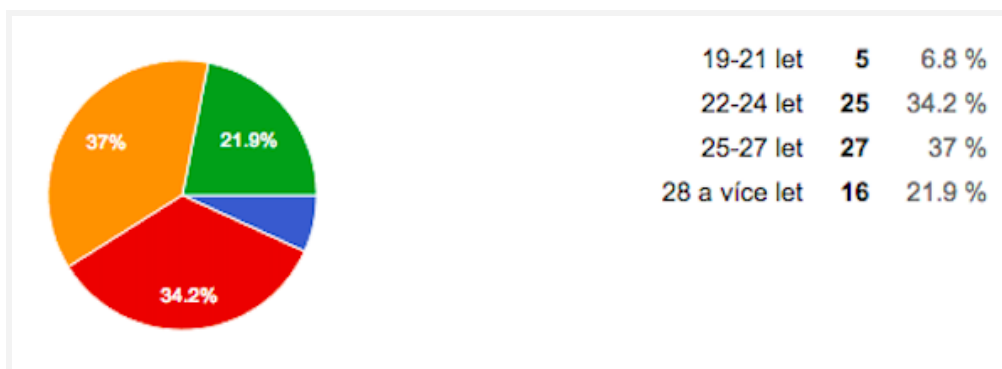 37%
21.9%
34.2%
19-21 let 5 6.8 %
22-24 let 25 34.2 %
25-27 let 27 37 %
28 a více let 16 21.9 %